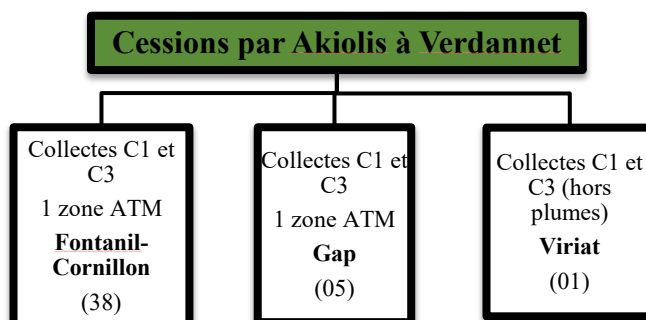 Cessions par Akiolis à Verdannet
Collectes C1 et
C3
1 zone ATM
Fontanil-
Cornillon
(38)
Collectes C1 et
C3
1 zone ATM
Gap
(05)
Collectes C1 et
C3 (hors
plumes)
Viriat
(01)